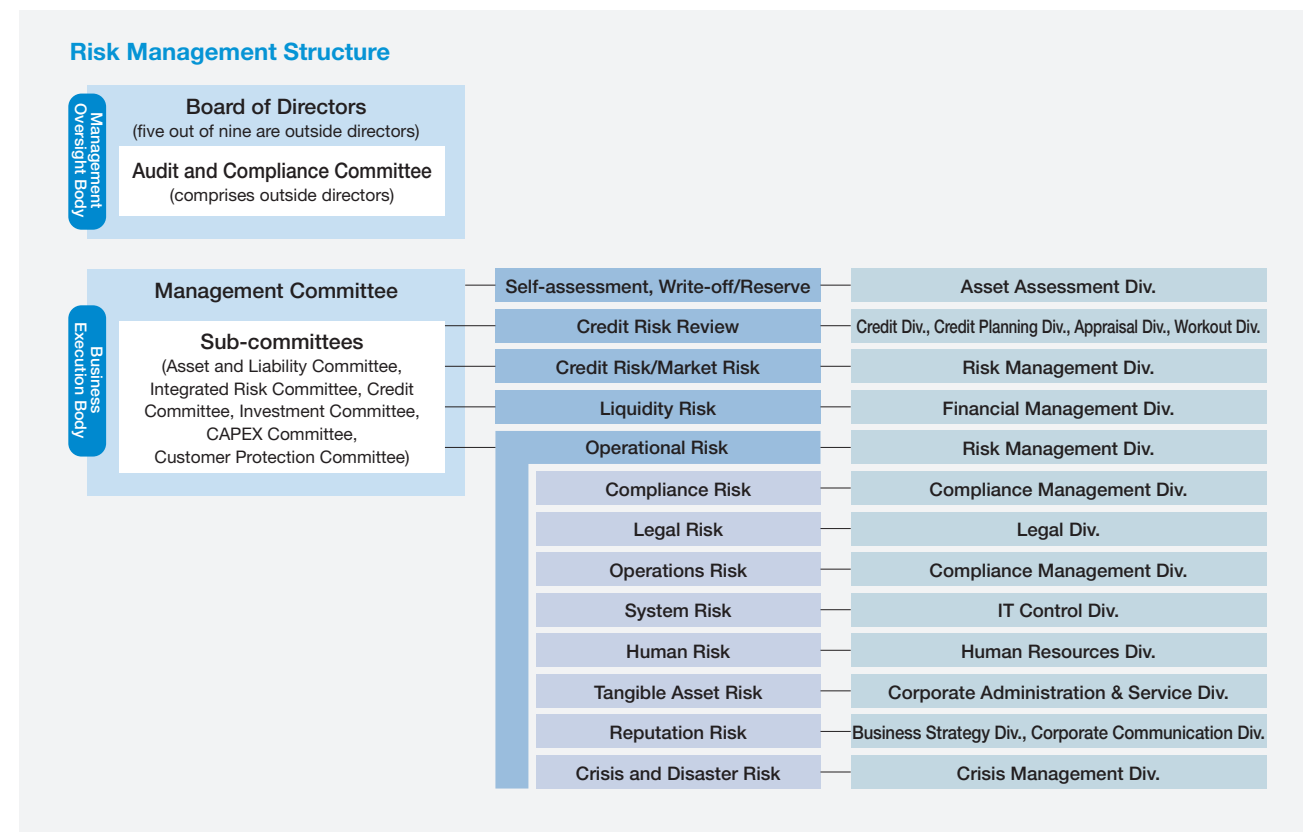 Risk Management Structure
Management
Oversight Body
Board of Directors
(five out of nine are outside directors)
Audit and Compliance Committee
(comprises outside directors)
Business
Execution Body
Management Committee
Sub-committees
(Asset and Liability Committee,
Integrated Risk Committee, Credit
Committee, Investment Committee,
CAPEX Committee,
Customer Protection Committee)
Self-assessment, Write-off/Reserve
Asset Assessment Div.
Credit Risk Review
Credit Div., Credit Planning Div., Appraisal Div., Workout Div.
Credit Risk/Market Risk
Risk Management Div.
Liquidity Risk
Financial Management Div.
Operational Risk
Risk Management Div.
Compliance Risk
Compliance Management Div.
Legal Risk
Legal Div.
Operations Risk
Compliance Management Div.
System Risk
IT Control Div.
Human Risk
Human Resources Div.
Tangible Asset Risk
Corporate Administration & Service Div.
Reputation Risk
Business Strategy Div., Corporate Communication Div.
Crisis and Disaster Risk
Crisis Management Div.